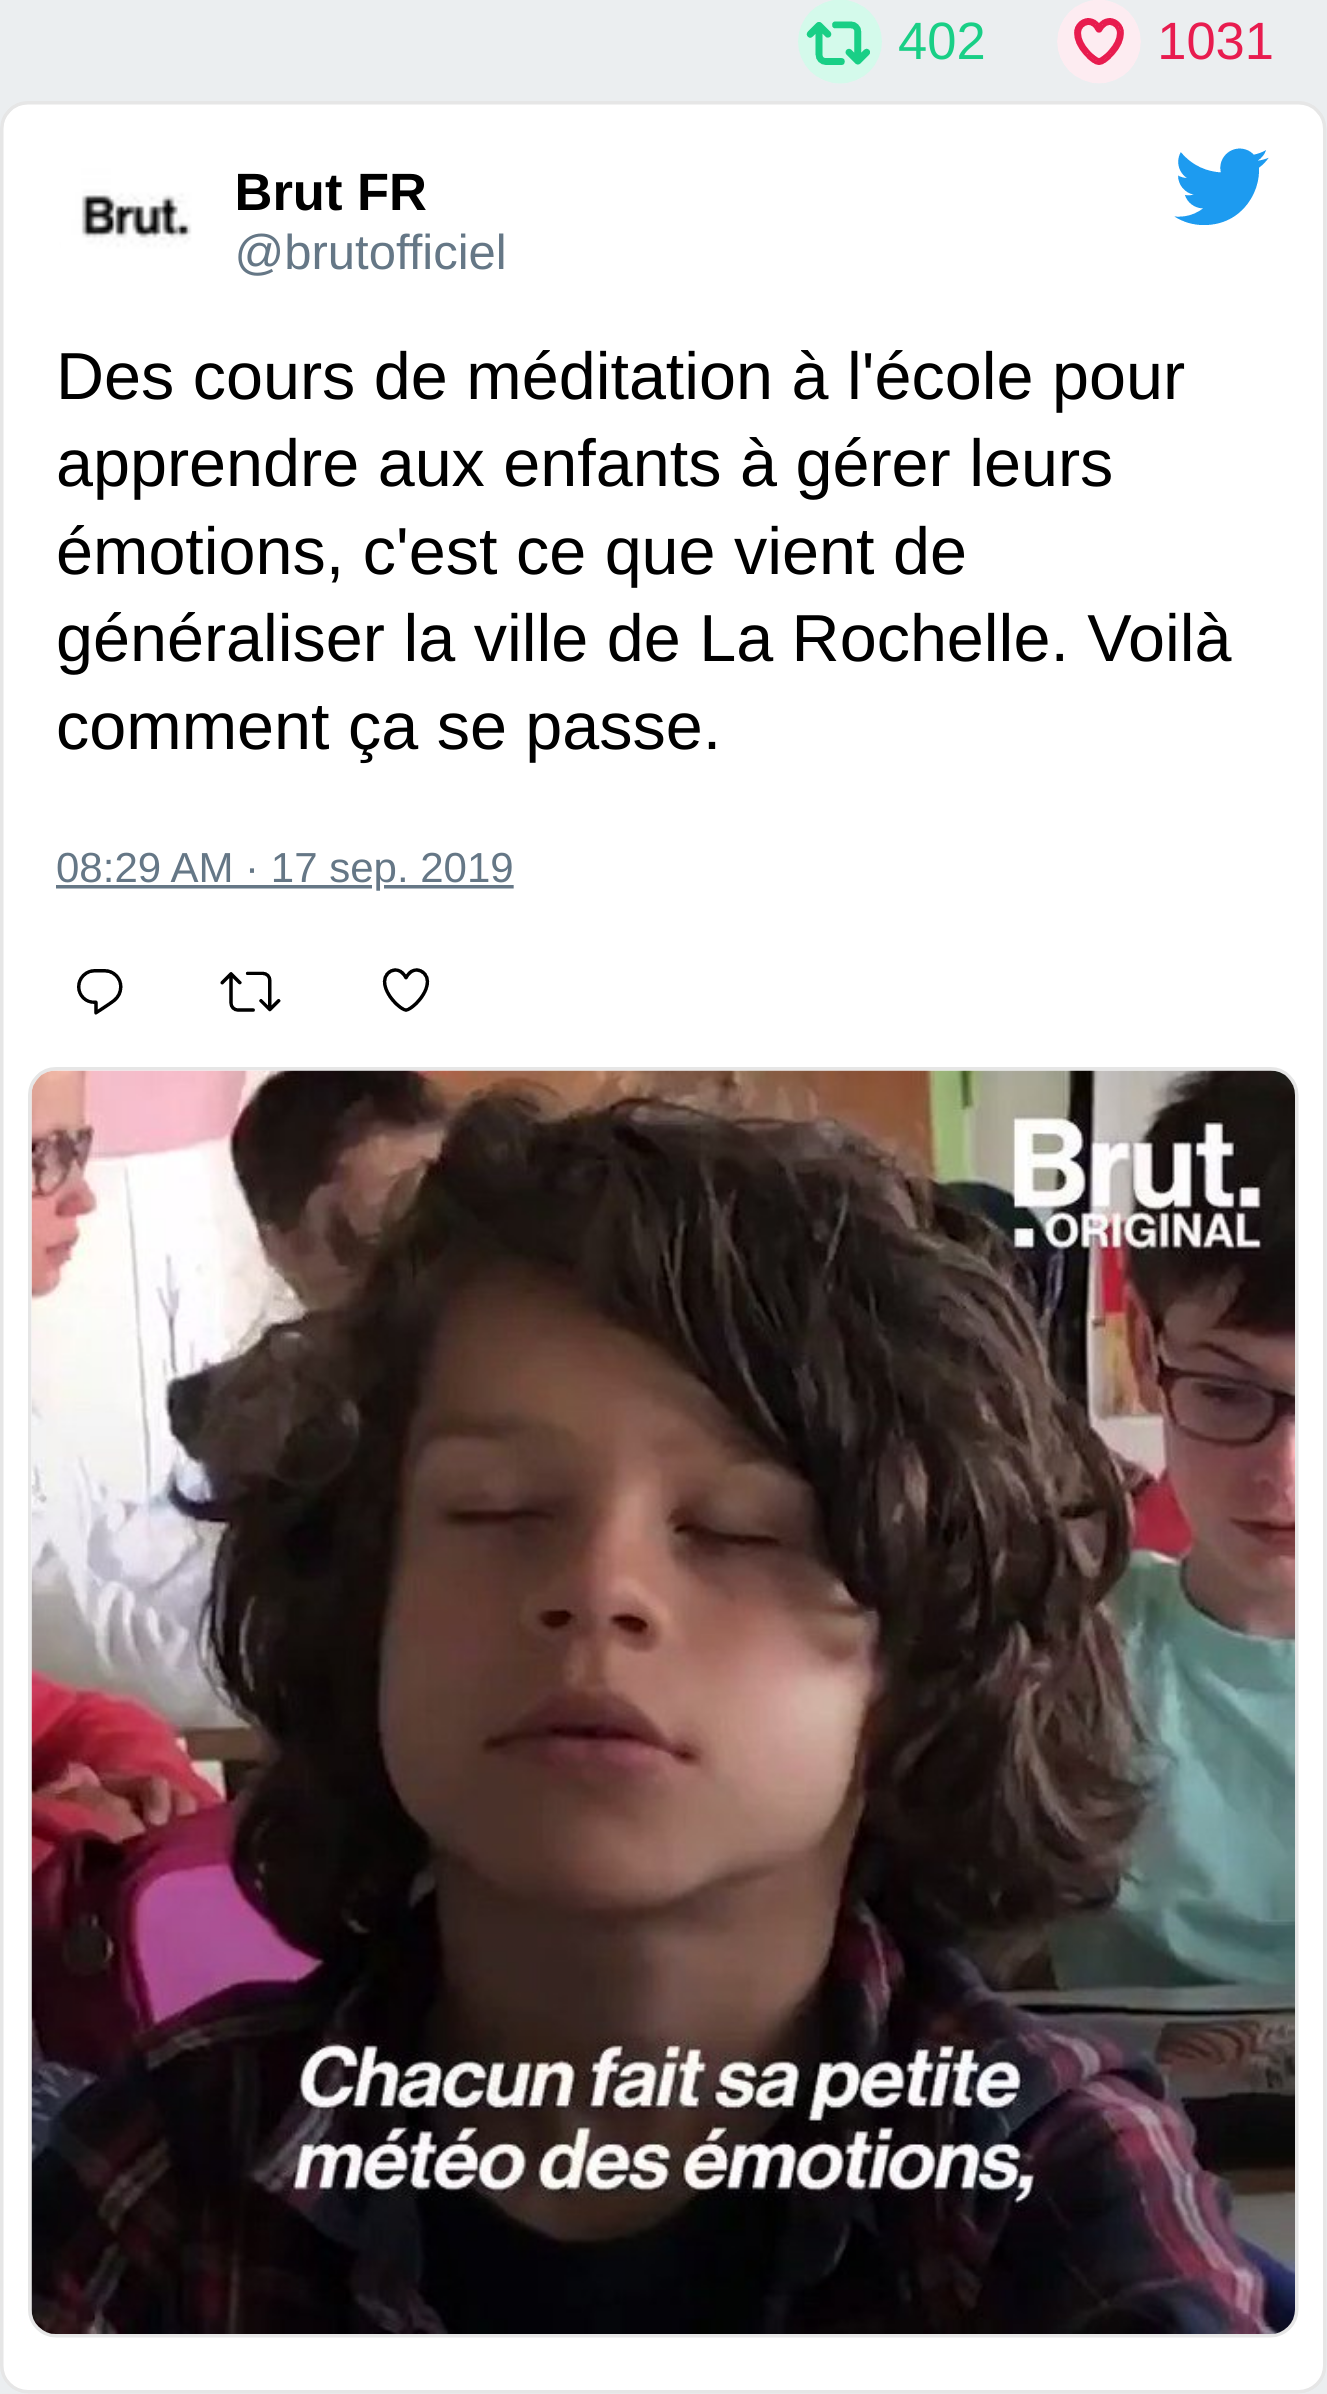 402 1031
Brut.
Brut FR
@brutofficiel
Des cours de méditation à l'école pour
apprendre aux enfants à gérer leurs
émotions, c'est ce que vient de
généraliser la ville de La Rochelle. Voilà
comment ça se passe.
08:29 AM · 17 sep. 2019
Brut.
ORIGINAL
Chacun fait sa petite
météo des émotions,